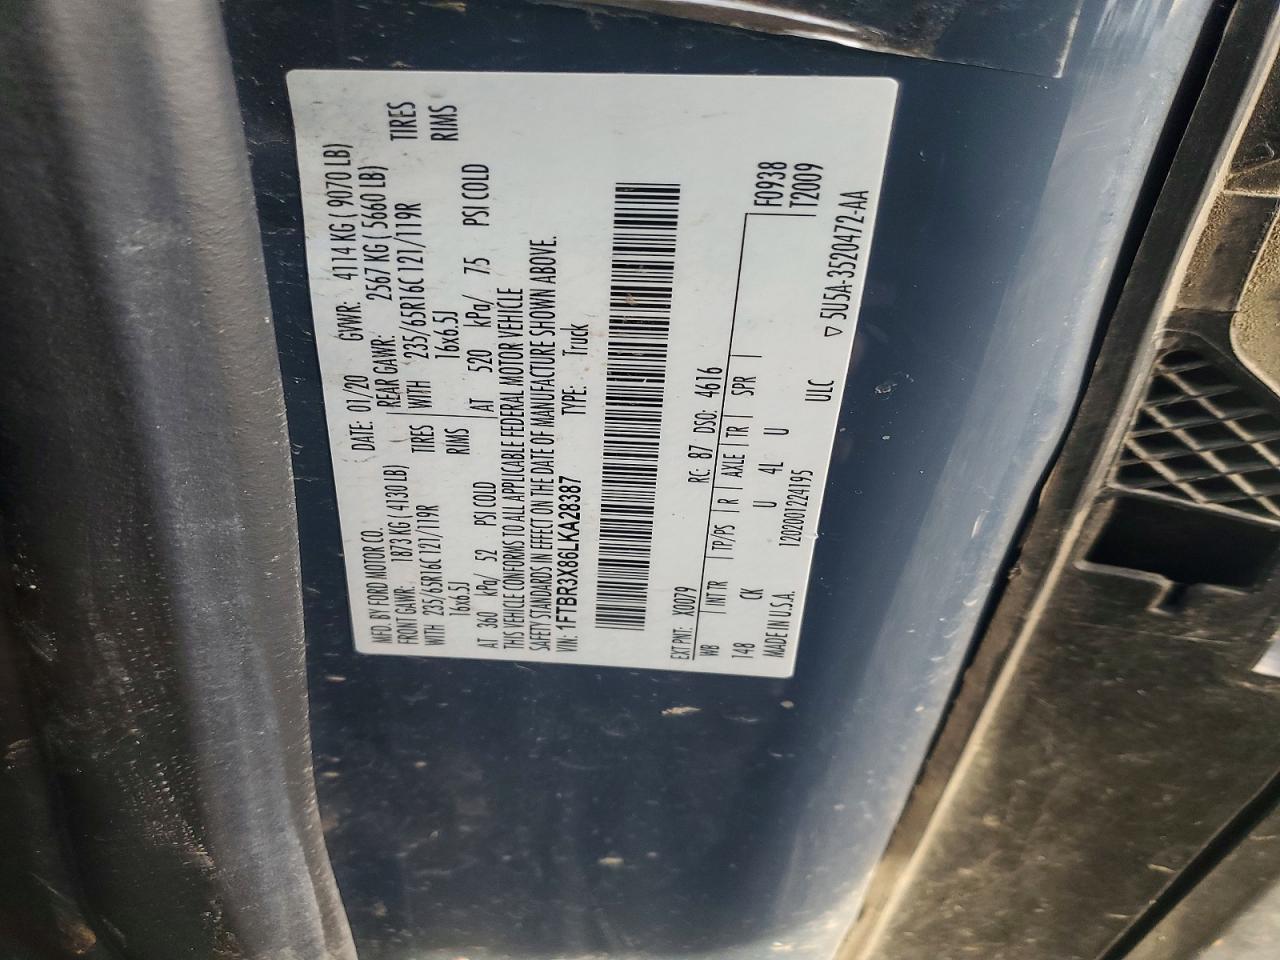 MFD. BY FORD MOTOR CO. DATE: 01/20 GVWR: 4114 KG ( 9070 LB)
FRONT GAWR: 1873 KG ( 4130 LB) REAR GAWR: 2567 KG ( 5660 LB)
WITH 235/65R16C 121/119R TIRES WITH 235/65R16C 121/119R TIRES
16x6.5J RIMS 16x6.5J RIMS
AT 360 kPa/ 52 PSI COLD AT 520 kPa/ 75 PSI COLD
THIS VEHICLE CONFORMS TO ALL APPLICABLE FEDERAL MOTOR VEHICLE
SAFETY STANDARDS IN EFFECT ON THE DATE OF MANUFACTURE SHOWN ABOVE.
VIN: 1FTBR3X86LKA28387 TYPE: Truck
EXT PNT: X0079 RC: 87 DSO: 4616 F0938
WB INT TR TP/PS R AXLE TR SPR T2009
148 CK U 4L U
MADE IN U.S.A. 1202001224195 ULC ▽ 5U5A-3520472-AA